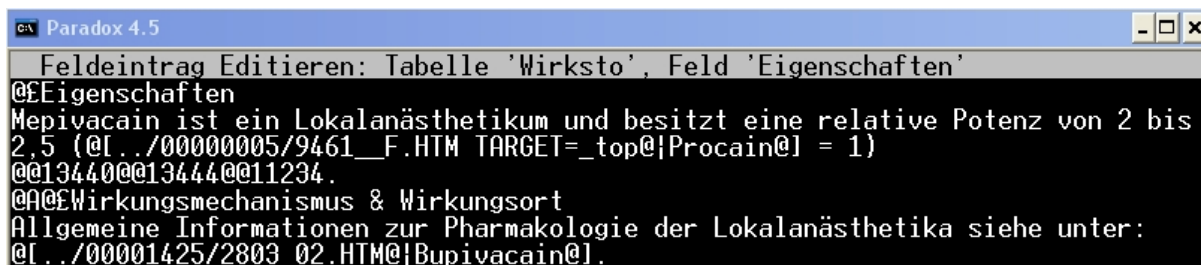 Paradox 4.5
Feldeintrag Editieren: Tabelle 'Wirksto', Feld 'Eigenschaften'
@£Eigenschaften
Mepivacain ist ein Lokalanästhetikum und besitzt eine relative Potenz von 2 bis
2,5 (@[../00000005/9461__F.HTM TARGET=_top@¦Procain@] = 1)
@@13440@@13444@@11234.
@A@£Wirkungsmechanismus & Wirkungsort
Allgemeine Informationen zur Pharmakologie der Lokalanästhetika siehe unter:
@[../00001425/2803_02.HTM@¦Bupivacain@].